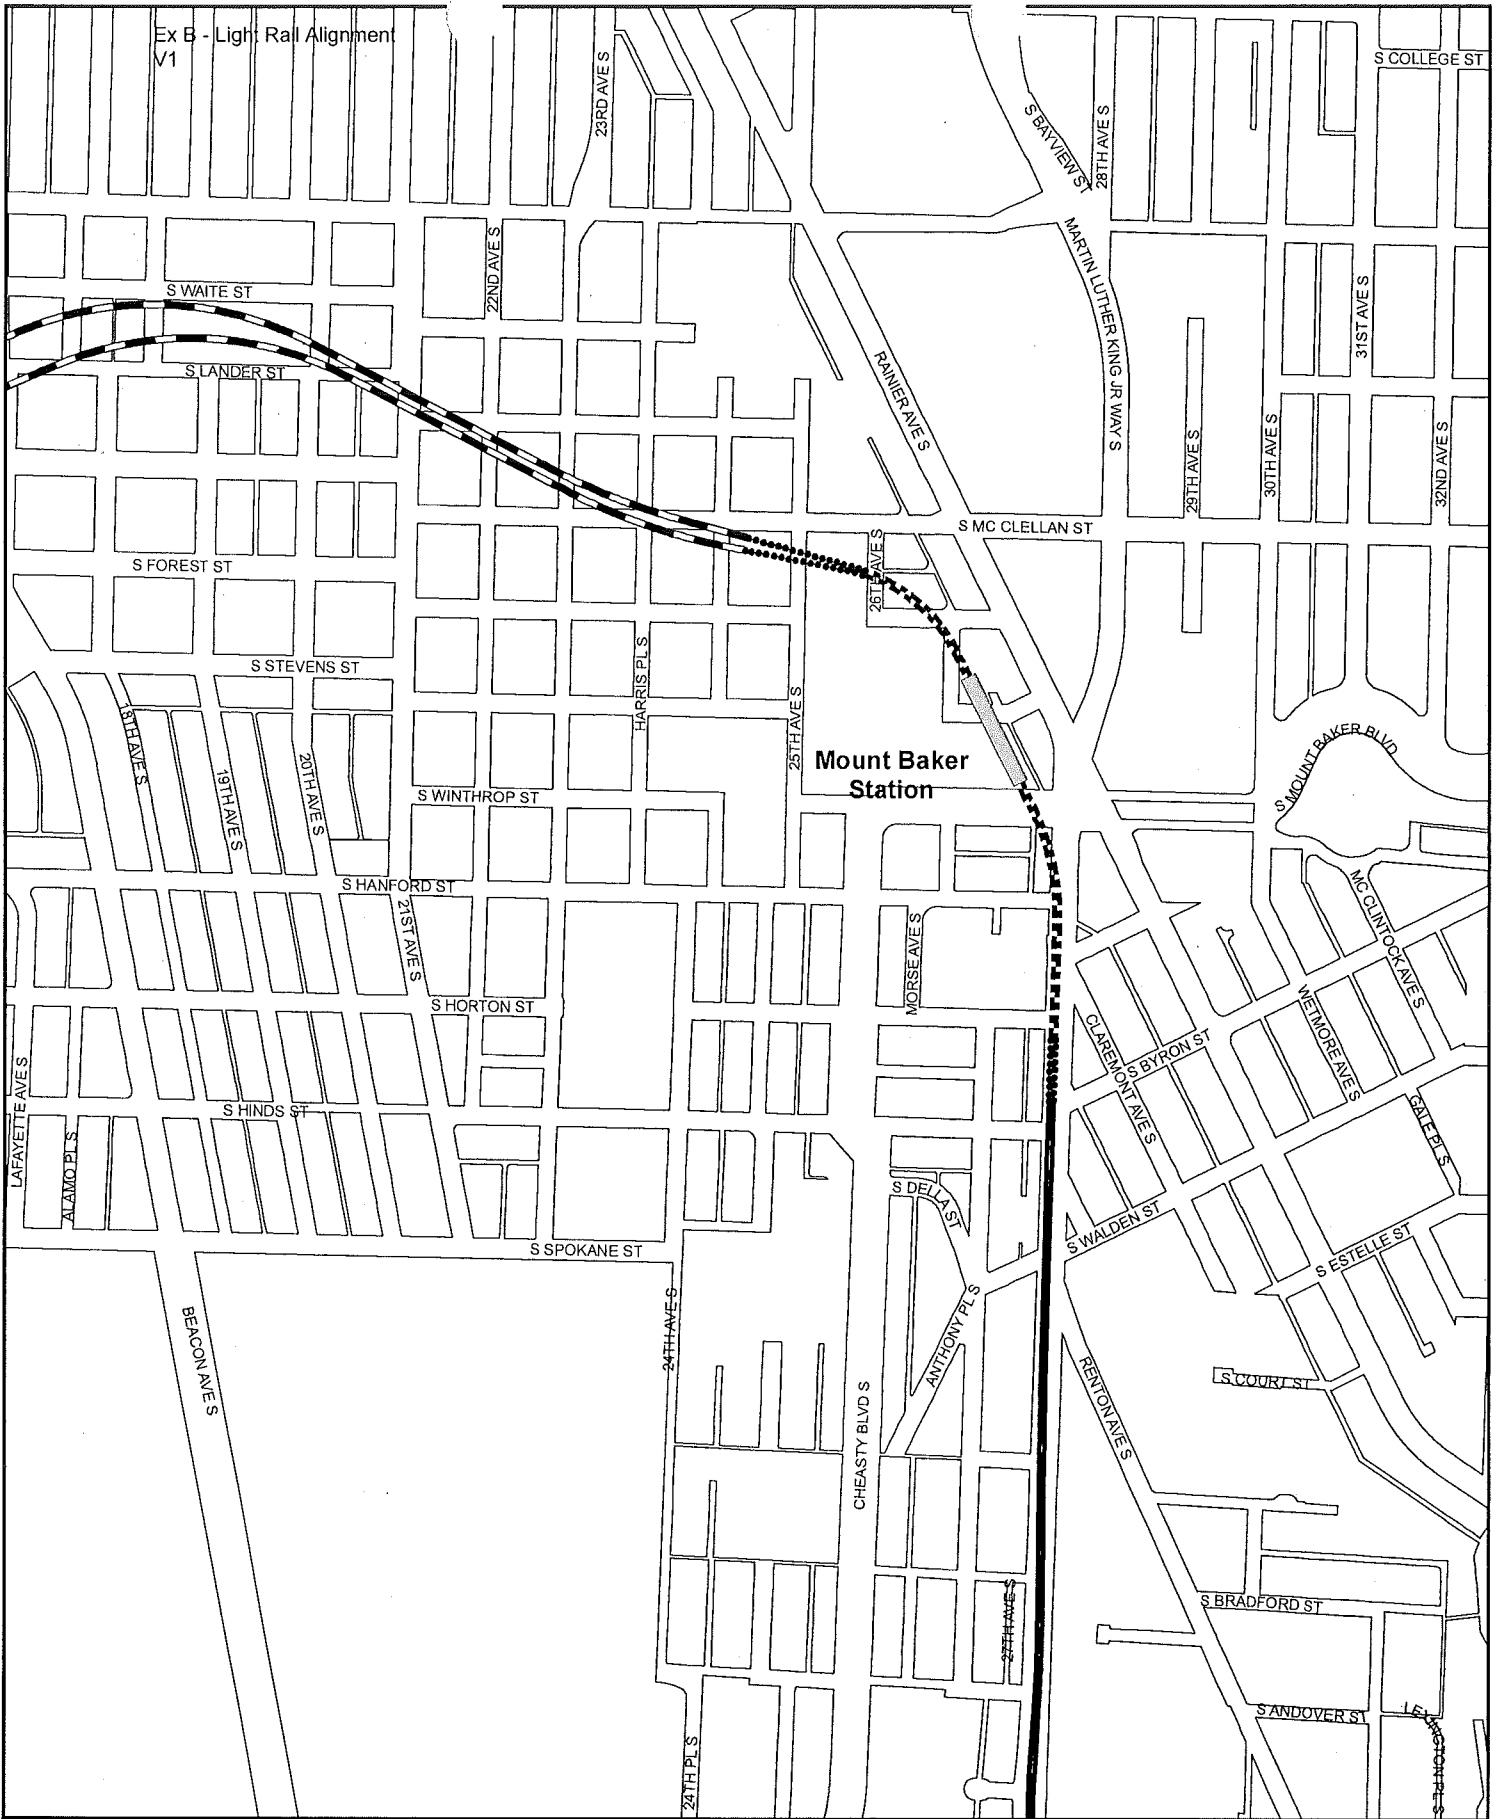 Ex B - Light Rail Alignment
V1
S COLLEGE ST
23RD AVE S
S BAYVIEW ST
28TH AVE S
22ND AVE S
MARTIN LUTHER KING JR WAY S
S WAITE ST
31ST AVE S
S LANDER ST
RAINIER AVE S
29TH AVE S
30TH AVE S
32ND AVE S
S MC CLELLAN ST
S FOREST ST
26TH AVE S
S STEVENS ST
HARRIS PL S
25TH AVE S
18TH AVE S
19TH AVE S
20TH AVE S
Mount Baker
Station
S MOUNT BAKER BLVD
S WINTHROP ST
S HANFORD ST
21ST AVE S
MORSE AVE S
MC CLINTOCK AVE S
S HORTON ST
WETMORE AVE S
CLAREMONT AVE S
S BYRON ST
LAFAYETTE AVE S
S HINDS ST
ALAMO PL S
GALE PL S
S DELLA ST
S WALDEN ST
S SPOKANE ST
S ESTELLE ST
BEACON AVE S
24TH AVE S
ANTHONY PL S
S COURT ST
RENTON AVE S
CHEASTY BLVD S
27TH AVE S
S BRADFORD ST
S ANDOVER ST
LEXINGTON PL S
24TH PL S